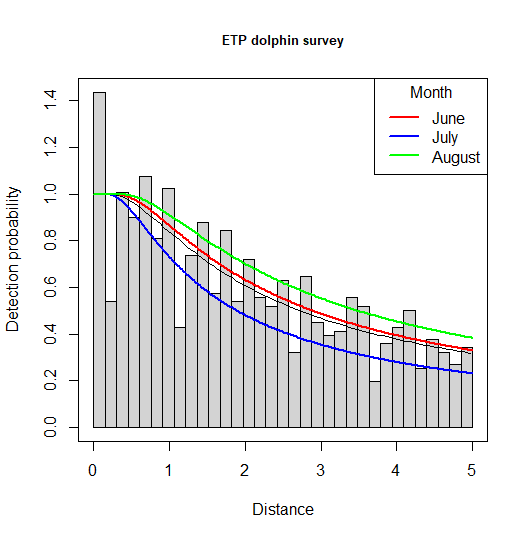 ETP dolphin survey
Month
June
July
August
Detection probability
1.4
1.2
1.0
0.8
0.6
0.4
0.2
0.0
0 1 2 3 4 5
Distance